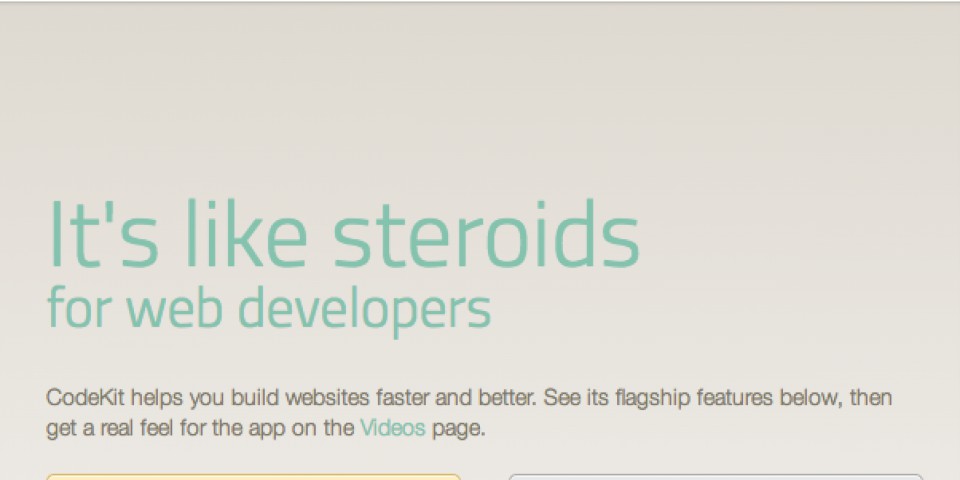 It's like steroids
for web developers
CodeKit helps you build websites faster and better. See its flagship features below, then
get a real feel for the app on the Videos page.